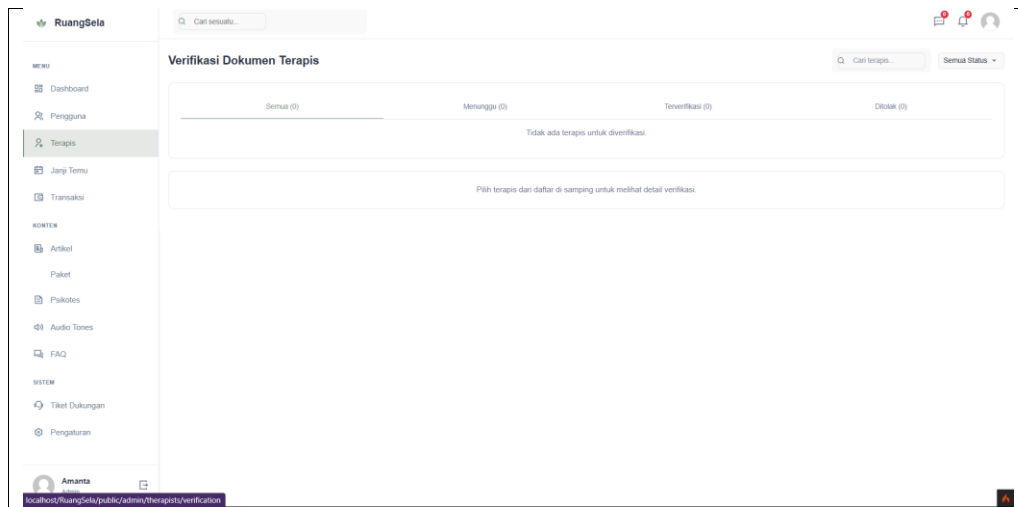 RuangSela
Cari sesuatu...
0
0
MENU
Dashboard
Pengguna
Terapis
Janji Temu
Transaksi
KONTEN
Artikel
Paket
Psikotes
Audio Tones
FAQ
SISTEM
Tiket Dukungan
Pengaturan
Amanta
Admin
localhost/RuangSela/public/admin/therapists/verification
Verifikasi Dokumen Terapis
Cari terapis...
Semua Status
Semua (0) Menunggu (0) Terverifikasi (0) Ditolak (0)
Tidak ada terapis untuk diverifikasi.
Pilih terapis dari daftar di samping untuk melihat detail verifikasi.